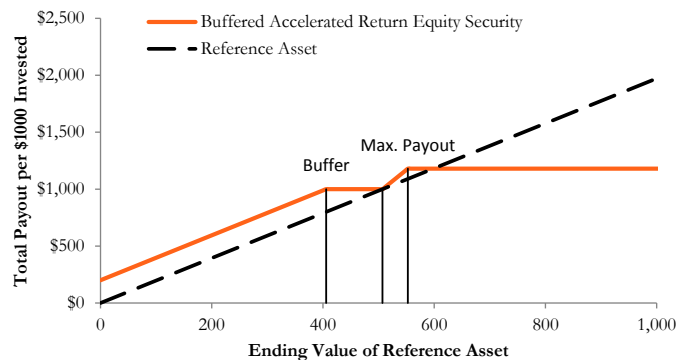 $2,500
Buffered Accelerated Return Equity Security
Reference Asset
$2,000
$1,500
Max. Payout
Buffer
$1,000
$500
$0
0
200
400
600
800
1,000
Total Payout per $1000 Invested
Ending Value of Reference Asset